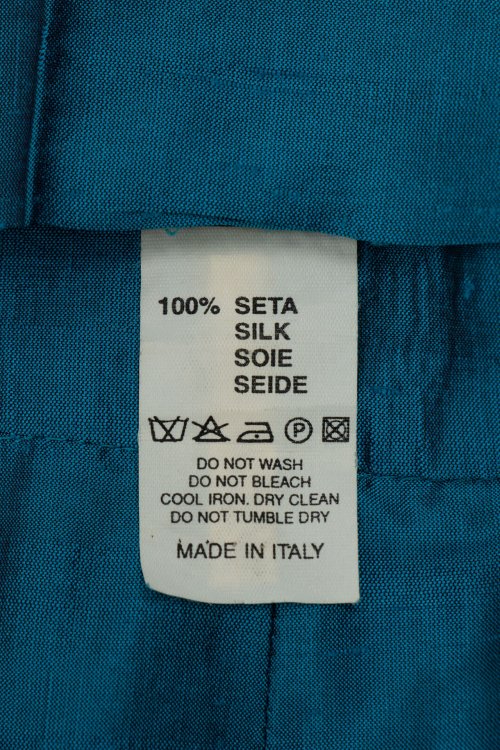 100% SETA
SILK
SOIE
SEIDE
P
DO NOT WASH
DO NOT BLEACH
COOL IRON. DRY CLEAN
DO NOT TUMBLE DRY
MADE IN ITALY